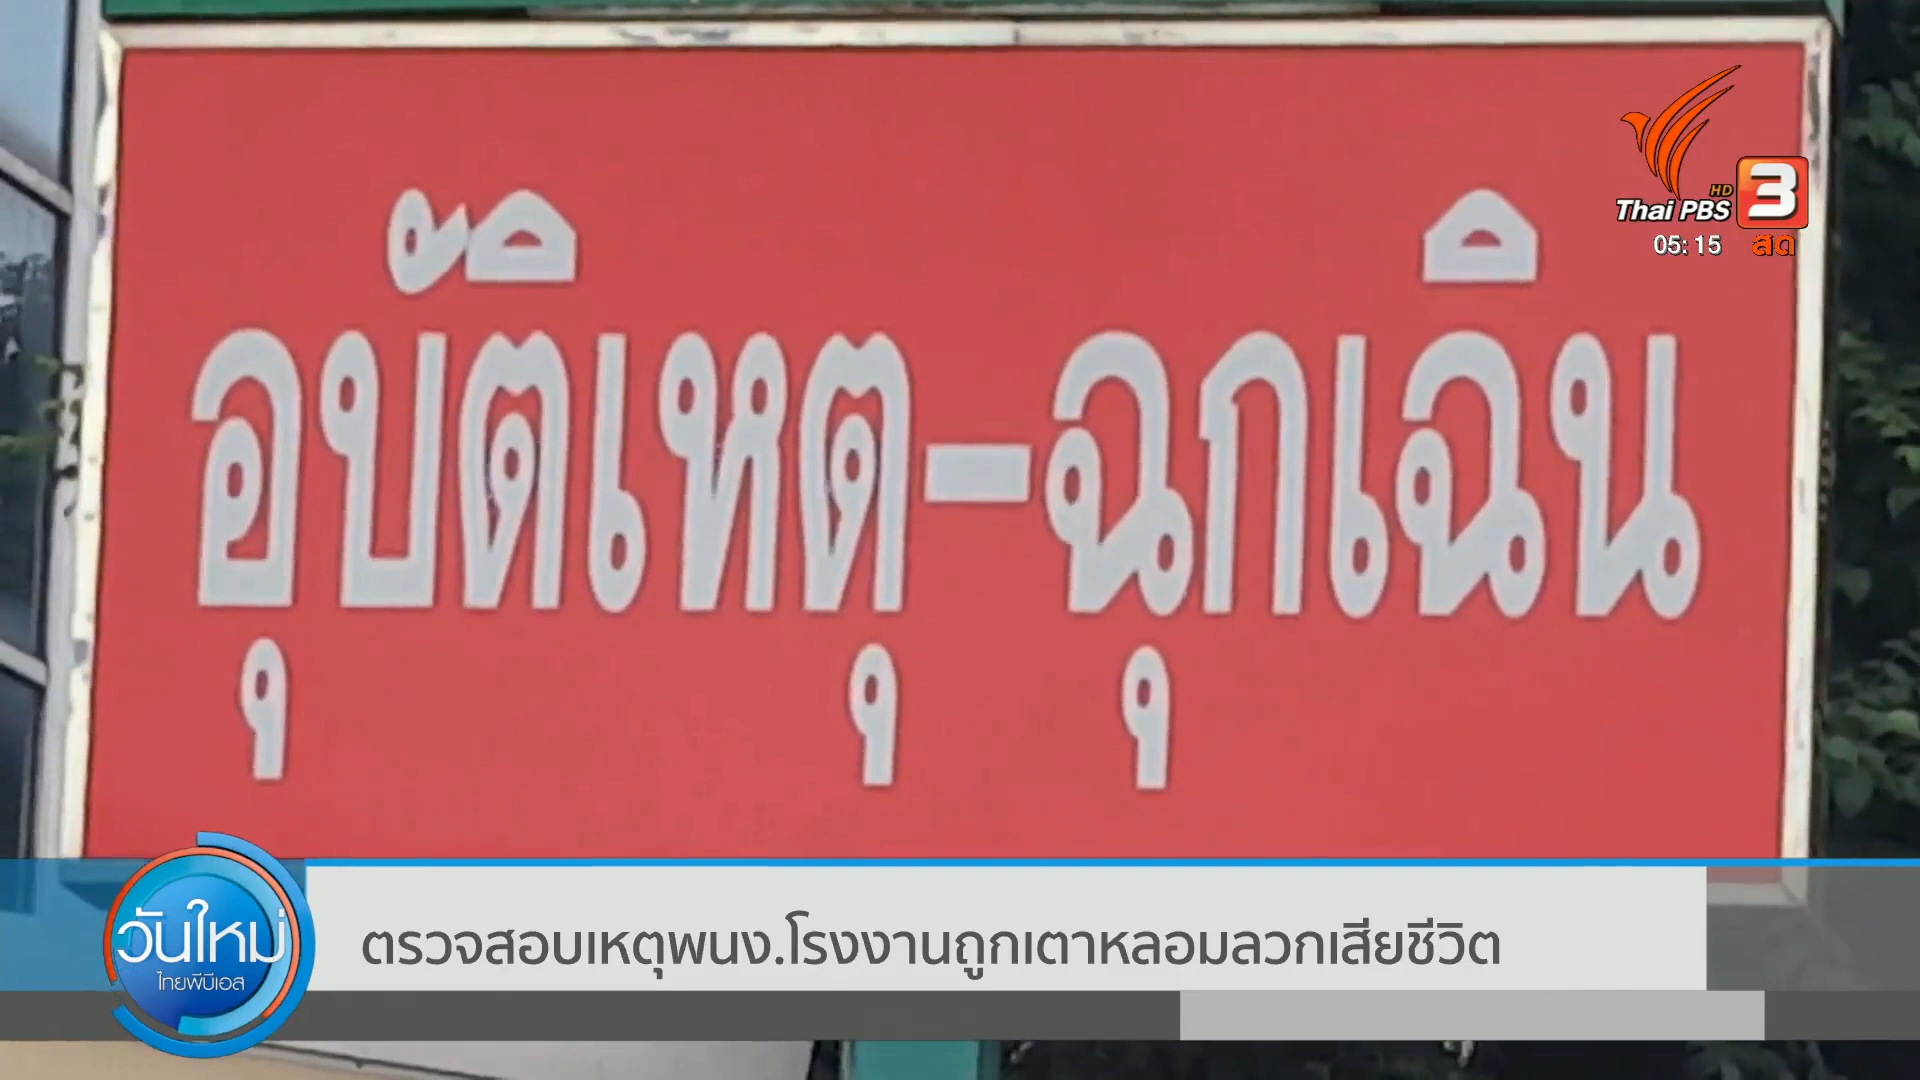 Thai PBS HD 3
05:15 สด
อุบัติเหตุ-ฉุกเฉิน
วันใหม่
ไทยพีบีเอส
ตรวจสอบเหตุพนง.โรงงานถูกเตาหลอมลวกเสียชีวิต